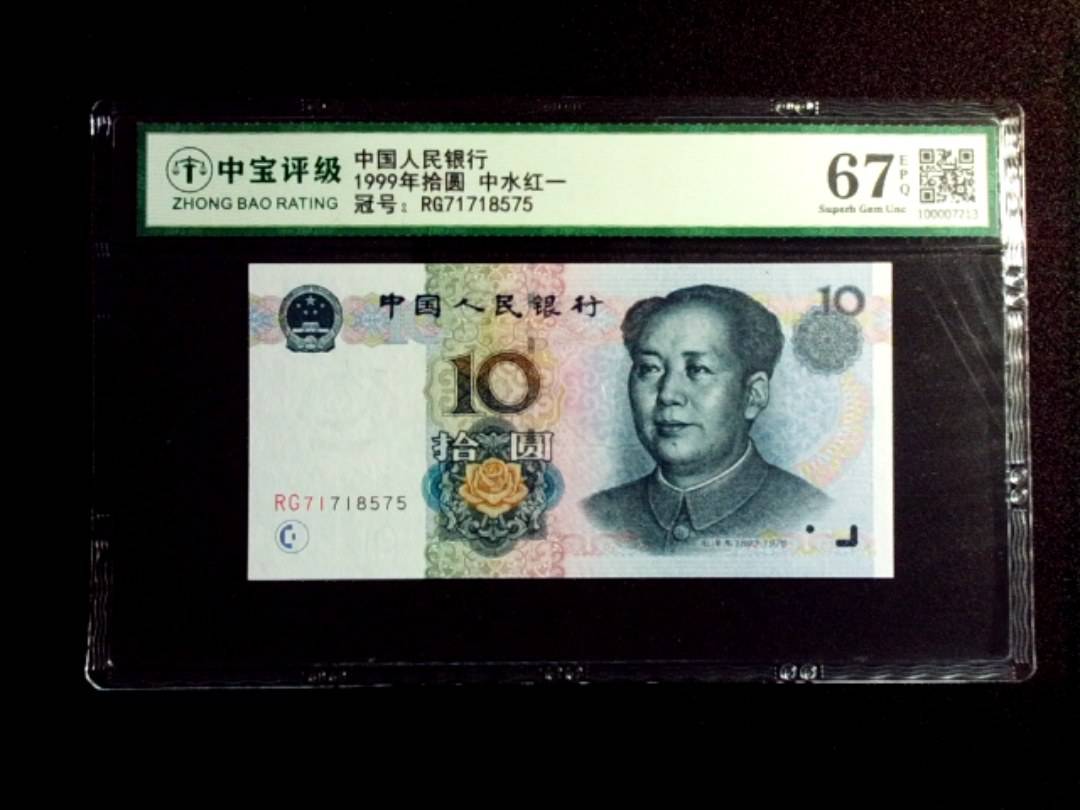 中宝评级
ZHONG BAO RATING
中国人民银行
1999年拾圆 中水红一
冠号：RG71718575
67
EPQ
Superb Gem Unc
100007213
中国人民银行
10
10
拾圆
RG71718575